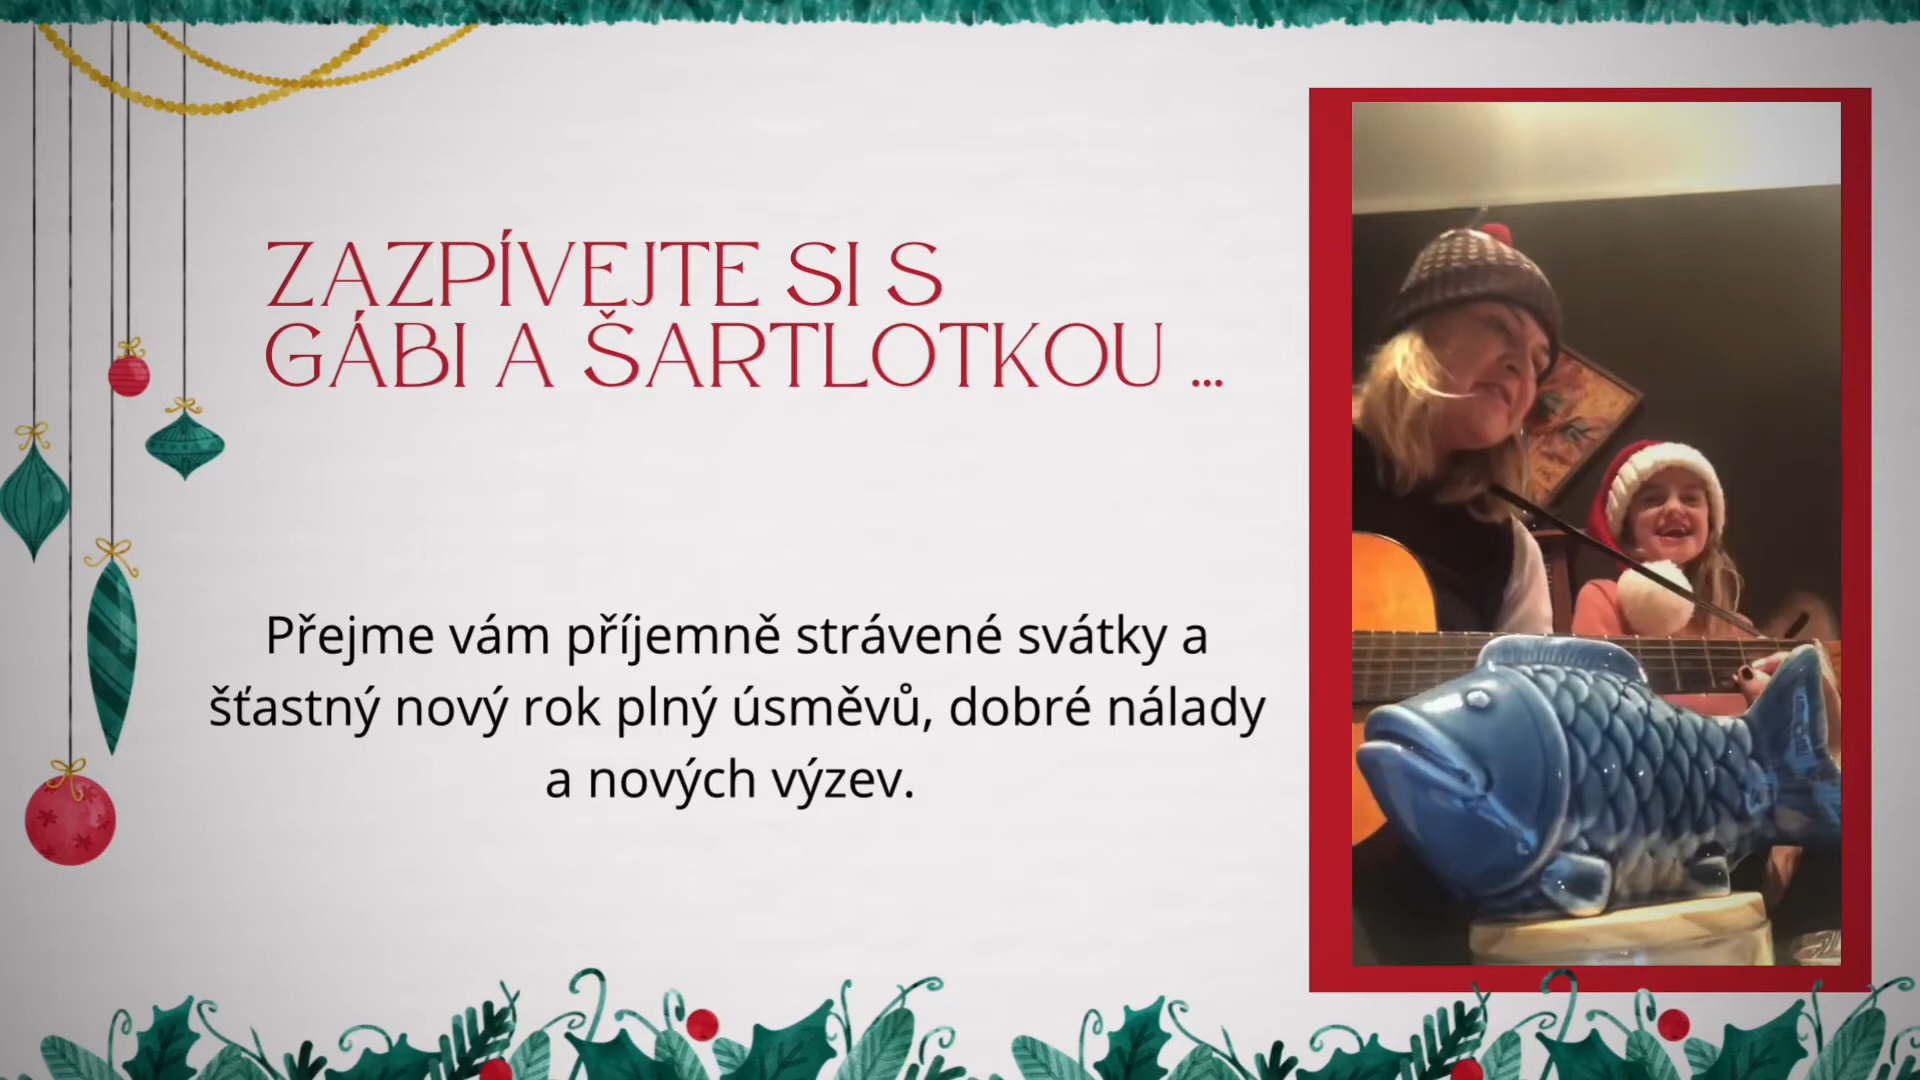 ZAZPÍVEJTE SI S
GÁBI A ŠARTLOTKOU ...
Přejme vám příjemně strávené svátky a
šťastný nový rok plný úsměvů, dobré nálady
a nových výzev.